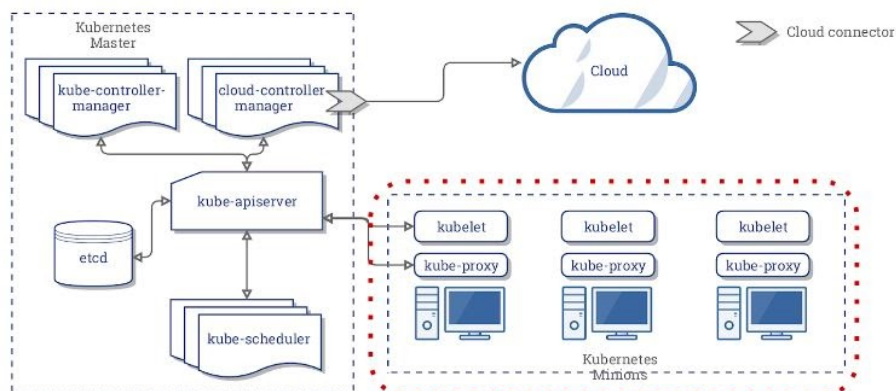 Kubernetes
Master
kube-controller-
manager
cloud-controller
manager
Cloud
Cloud connector
kube-apiserver
etcd
kube-scheduler
kubelet
kubelet
kubelet
kube-proxy
kube-proxy
kube-proxy
Kubernetes
Minions